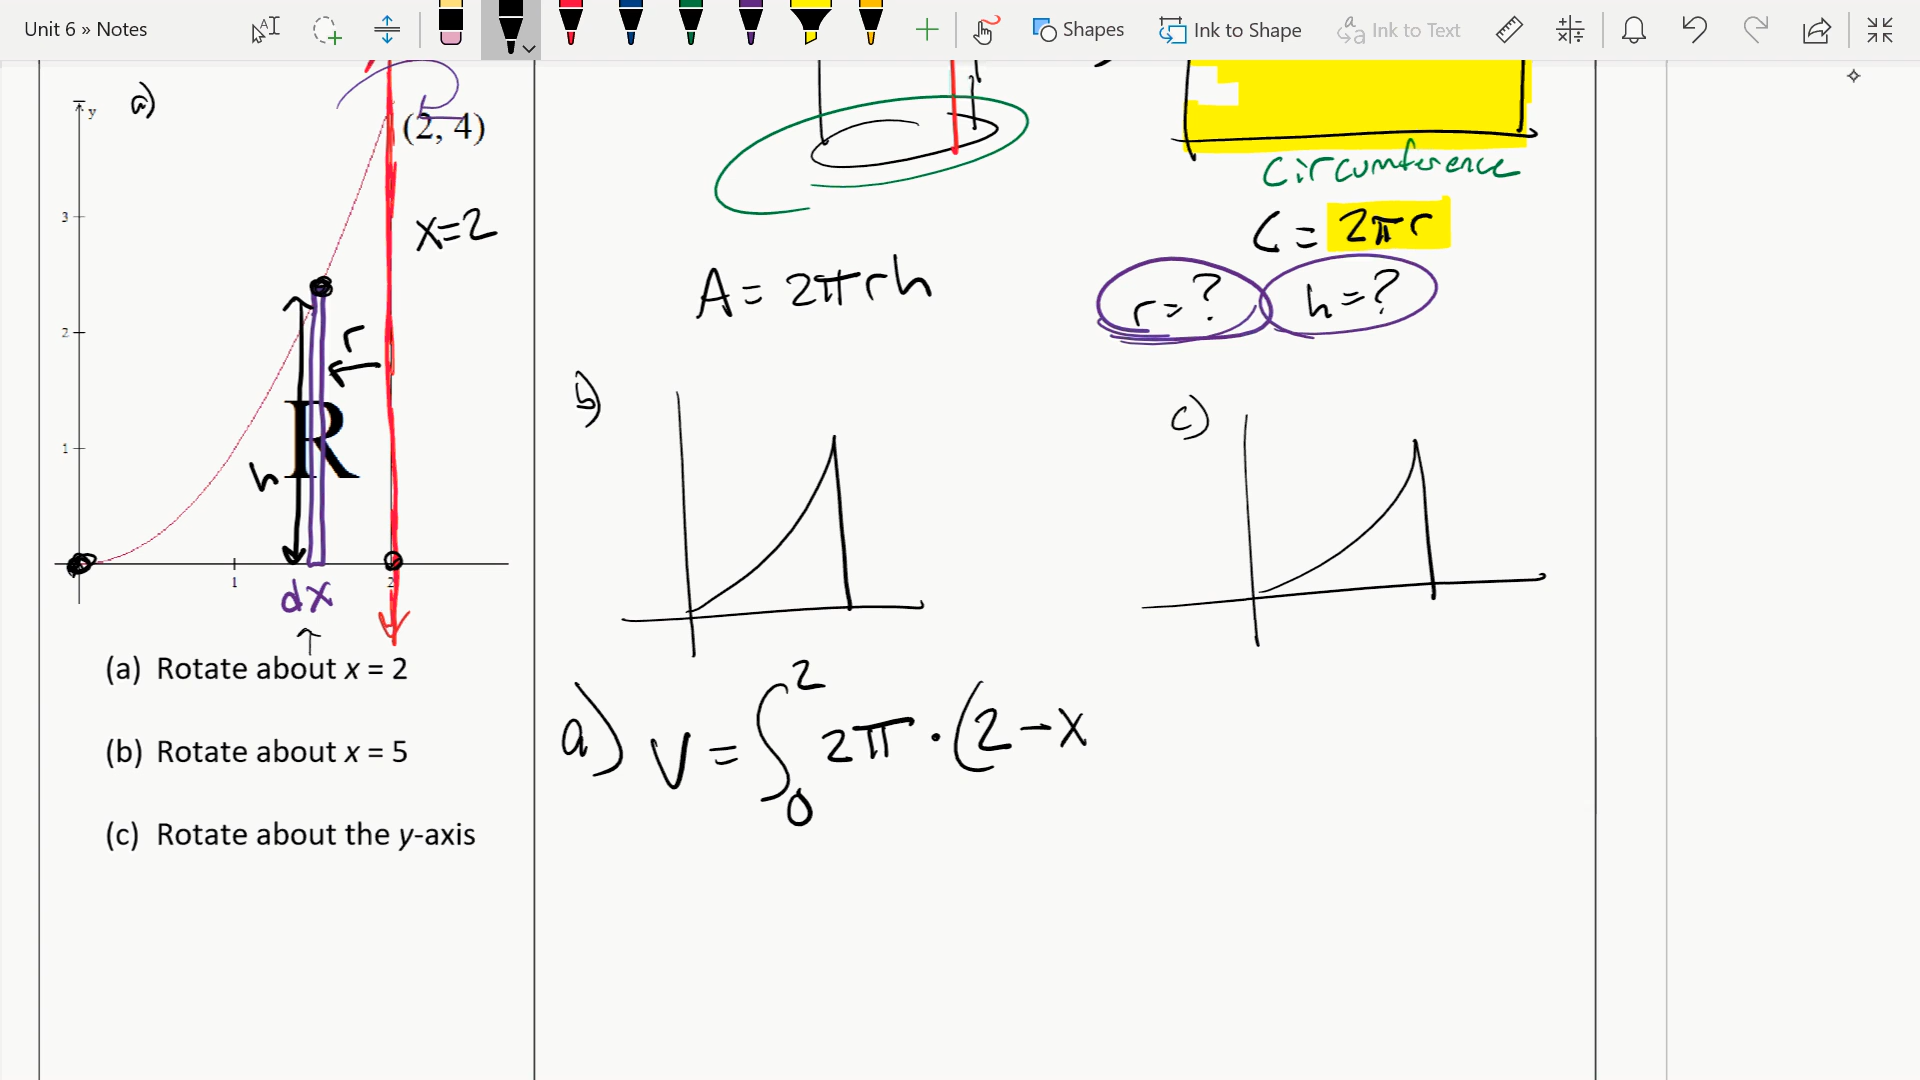 Unit 6 » Notes
Shapes
Ink to Shape
Ink to Text
a)
y
(2, 4)
3
x=2
2
r
1
R
h
1
2
dx
(a) Rotate about x = 2
(b) Rotate about x = 5
(c) Rotate about the y-axis
Circumference
C = 2πr
A = 2πrh
r=?
h=?
b)
c)
a) V = ∫₀² 2π · (2 - x